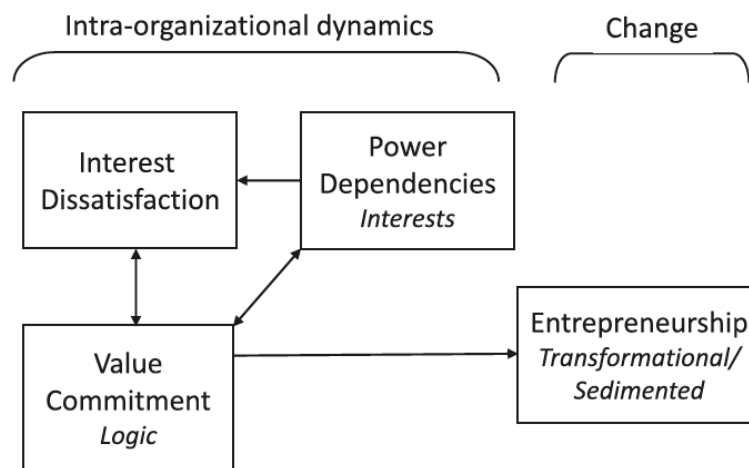 Intra-organizational dynamics
Change
Interest
Dissatisfaction
Power
Dependencies
Interests
Value
Commitment
Logic
Entrepreneurship
Transformational/
Sedimented